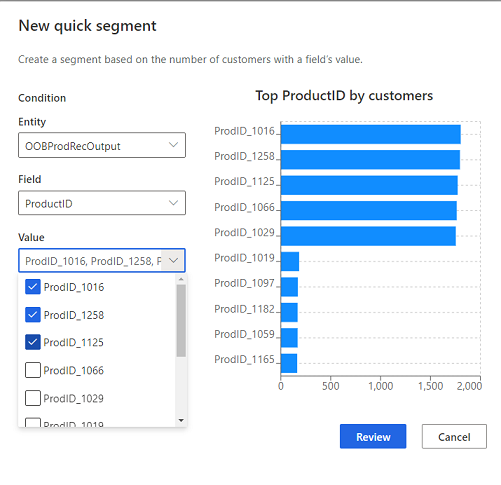 New quick segment
Create a segment based on the number of customers with a field's value.
Condition
Entity
OOBProdRecOutput
Field
ProductID
Value
ProdID_1016, ProdID_1258, F
ProdID_1016
ProdID_1258
ProdID_1125
ProdID_1066
ProdID_1029
ProdID_1019
Top ProductID by customers
ProdID_1016
ProdID_1258
ProdID_1125
ProdID_1066
ProdID_1029
ProdID_1019
ProdID_1097
ProdID_1182
ProdID_1059
ProdID_1165
0 500 1,000 1,500 2,000
Review Cancel